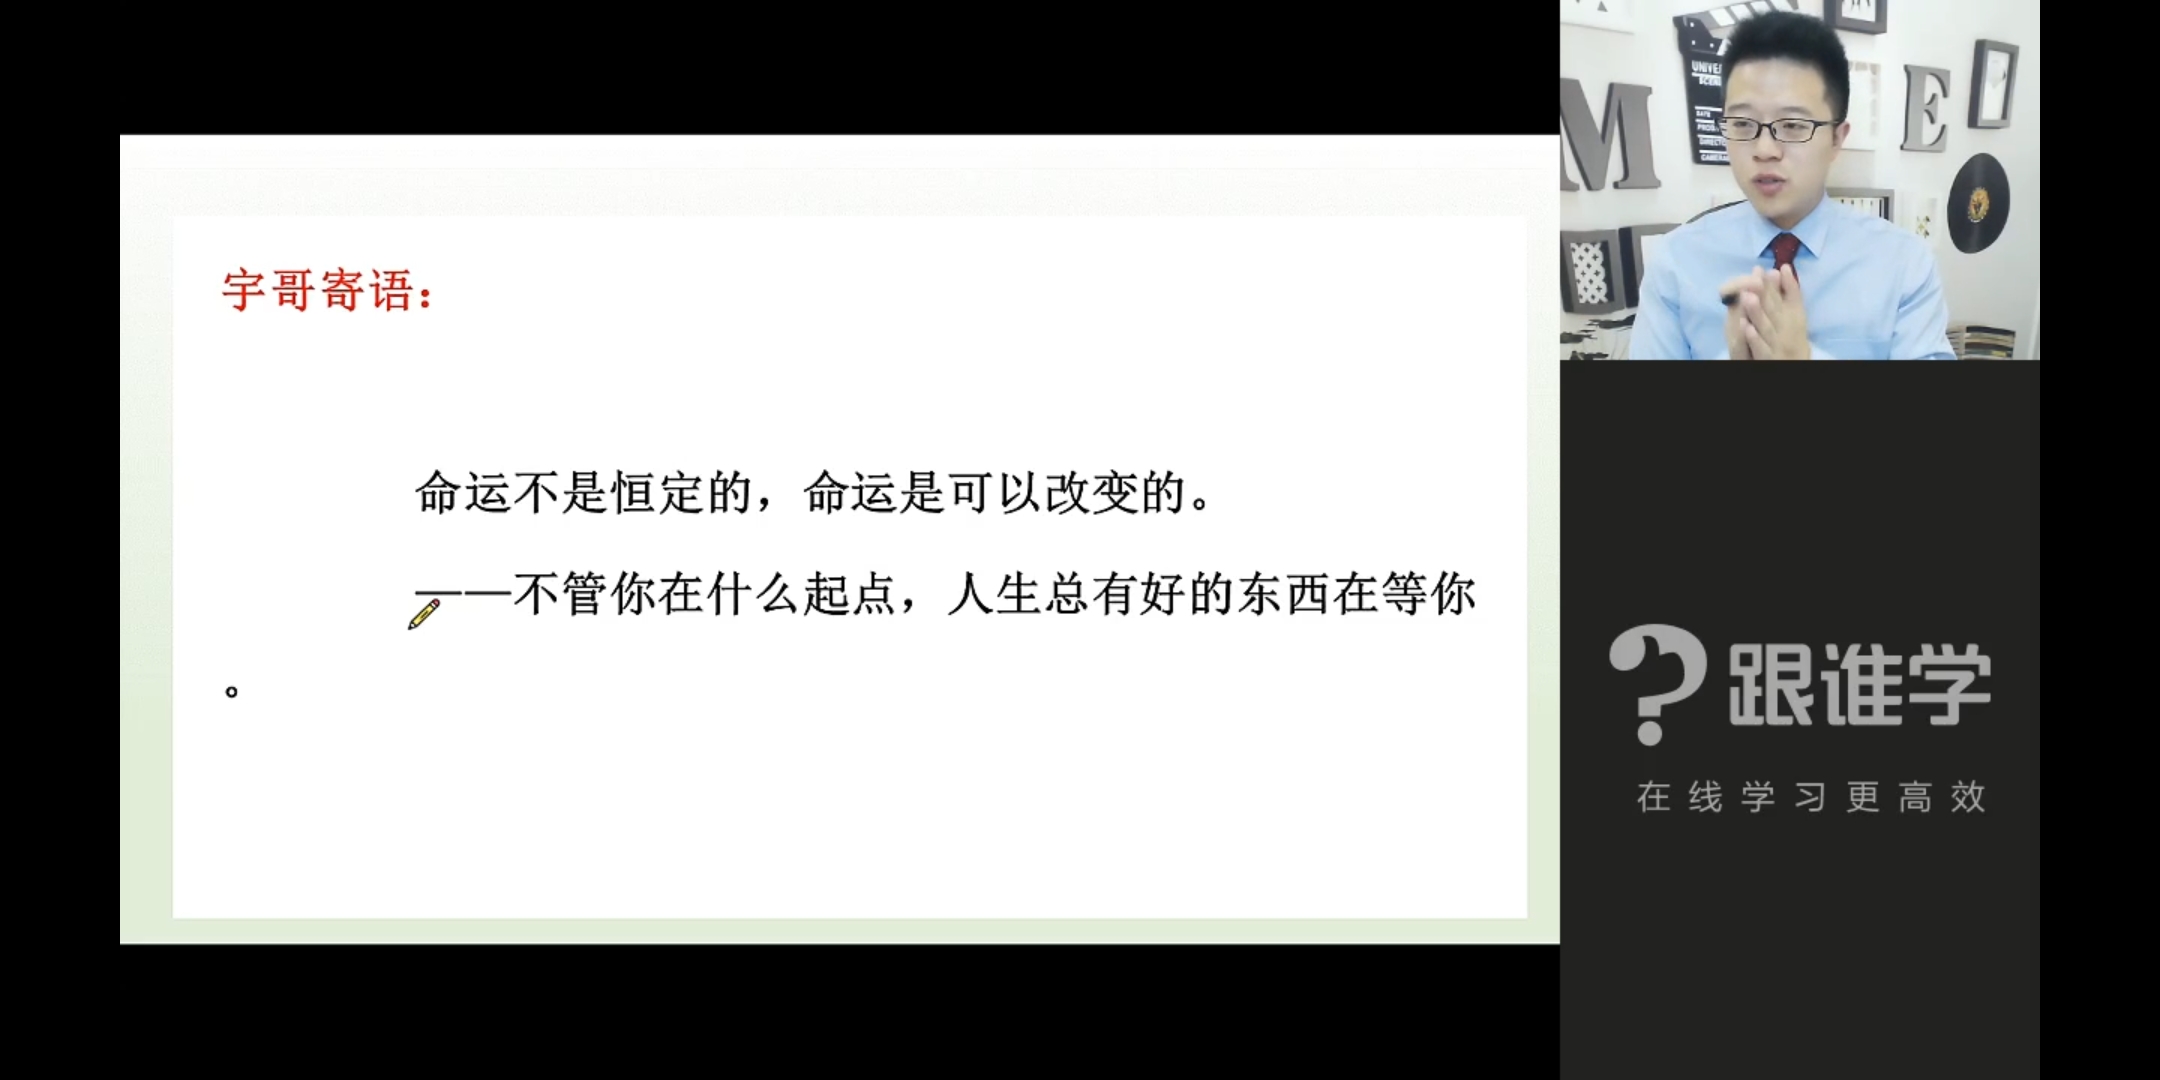 宇哥寄语：
命运不是恒定的，命运是可以改变的。
——不管你在什么起点，人生总有好的东西在等你
。
M
E
跟谁学
在线学习更高效